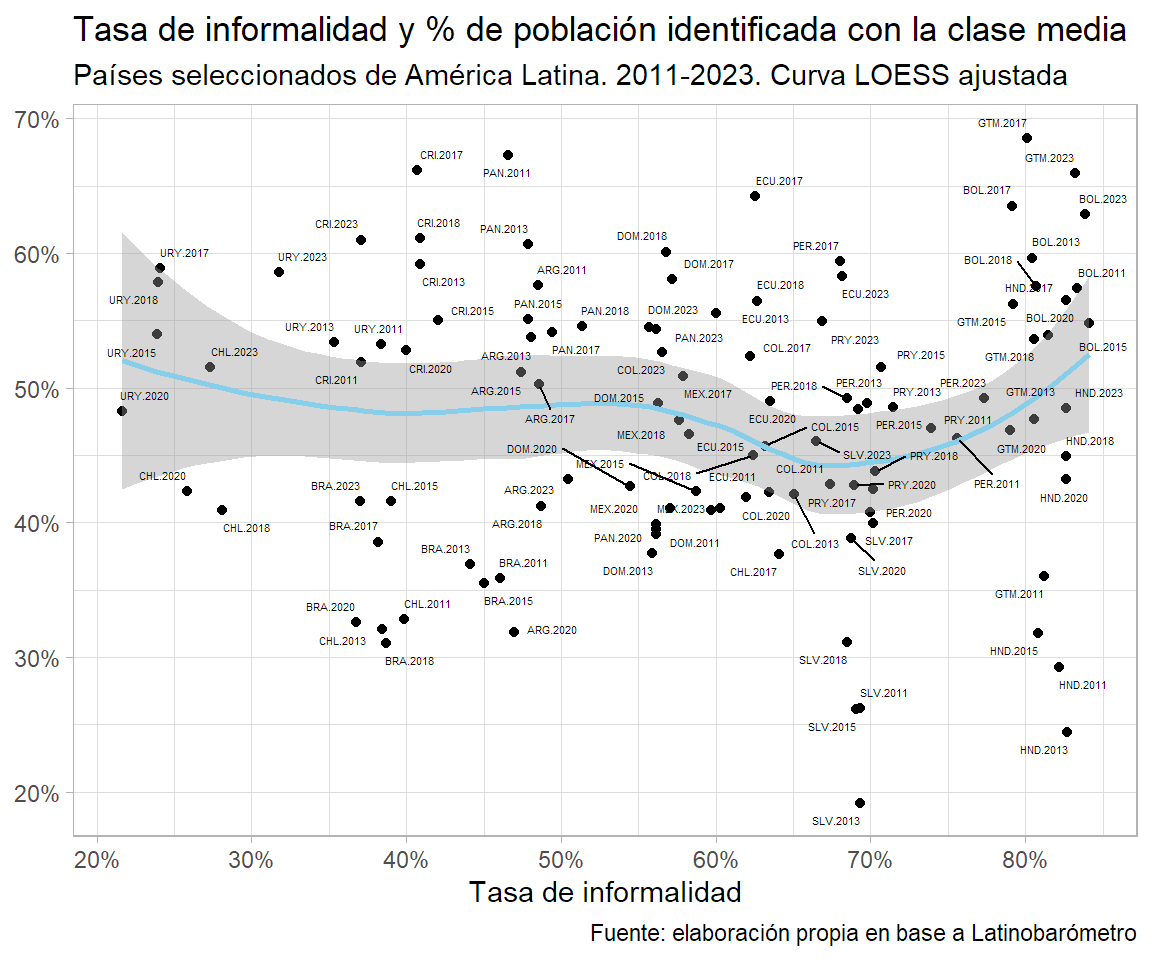 Tasa de informalidad y % de población identificada con la clase media
Países seleccionados de América Latina. 2011-2023. Curva LOESS ajustada
70%
60%
50%
40%
30%
20%
GTM.2017
CRI.2017
GTM.2023
PAN.2011
ECU.2017
BOL.2017
BOL.2023
CRI.2023
CRI.2018
PAN.2013
DOM.2018
PER.2017
BOL.2013
URY.2017
URY.2023
BOL.2018
DOM.2017
ARG.2011
BOL.2011
CRI.2013
ECU.2018
ECU.2023
HND.2017
URY.2018
PAN.2015
CRI.2015
PAN.2018
DOM.2023
ECU.2013
GTM.2015
BOL.2020
URY.2013
URY.2011
PAN.2023
PRY.2023
CHL.2023
URY.2015
PAN.2017
COL.2017
BOL.2015
ARG.2013
PRY.2015
GTM.2018
CRI.2011
CRI.2020
COL.2023
PER.2018
PER.2013
PER.2023
URY.2020
ARG.2015
DOM.2015
MEX.2017
PRY.2013
GTM.2013
HND.2023
ARG.2017
ECU.2020
COL.2015
PER.2015
PRY.2011
MEX.2018
HND.2018
DOM.2020
ECU.2015
SLV.2023
PRY.2018
GTM.2020
MEX.2015
COL.2018
ECU.2011
COL.2011
CHL.2020
BRA.2023
CHL.2015
ARG.2023
PRY.2020
PER.2011
HND.2020
PRY.2017
MEX.2020
MEX.2023
COL.2020
PER.2020
CHL.2018
BRA.2017
ARG.2018
PAN.2020
DOM.2011
COL.2013
SLV.2017
BRA.2013
BRA.2011
DOM.2013
CHL.2017
SLV.2020
GTM.2011
BRA.2020
CHL.2011
BRA.2015
CHL.2013
ARG.2020
HND.2015
BRA.2018
SLV.2018
HND.2011
SLV.2011
SLV.2015
HND.2013
SLV.2013
20%
30%
40%
50%
60%
70%
80%
Tasa de informalidad
Fuente: elaboración propia en base a Latinobarómetro